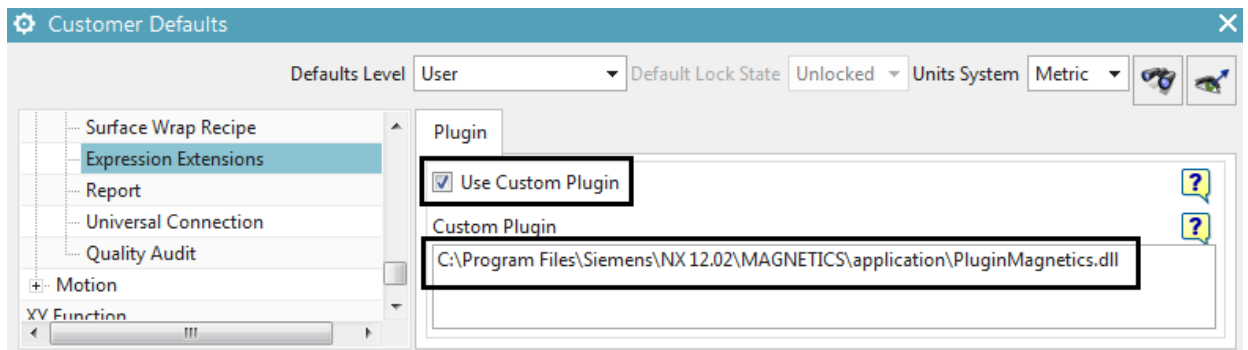 Customer Defaults
Defaults Level User Default Lock State Unlocked Units System Metric
Surface Wrap Recipe
Expression Extensions
Report
Universal Connection
Quality Audit
Motion
XY Function
Plugin
Use Custom Plugin
Custom Plugin
C:\Program Files\Siemens\NX 12.02\MAGNETICS\application\PluginMagnetics.dll